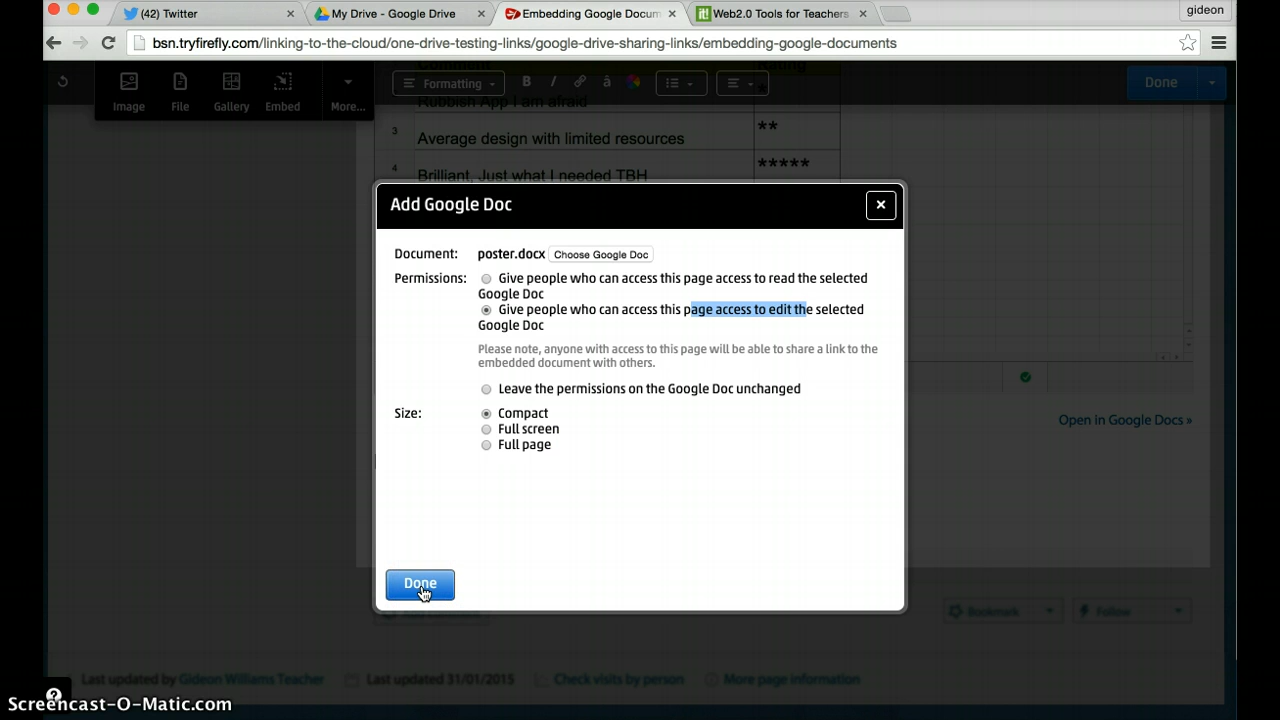 (42) Twitter
My Drive - Google Drive
Embedding Google Docum
it! Web2.0 Tools for Teachers
gideon
bsn.tryfirefly.com/linking-to-the-cloud/one-drive-testing-links/google-drive-sharing-links/embedding-google-documents
Image
File
Gallery
Embed
More...
Formatting
B
I
á
Done
Rubbish App I am afraid
3 Average design with limited resources **
4 Brilliant, Just what I needed TBH *****
Add Google Doc
Document: poster.docx Choose Google Doc
Permissions: Give people who can access this page access to read the selected
Google Doc
Give people who can access this page access to edit the selected
Google Doc
Please note, anyone with access to this page will be able to share a link to the
embedded document with others.
Leave the permissions on the Google Doc unchanged
Size: Compact
Full screen
Full page
Done
Open in Google Docs »
Bookmark
Follow
Last updated by Gideon Williams Teacher
Last updated 31/01/2015
Check visits by person
More page information
?
Screencast-O-Matic.com